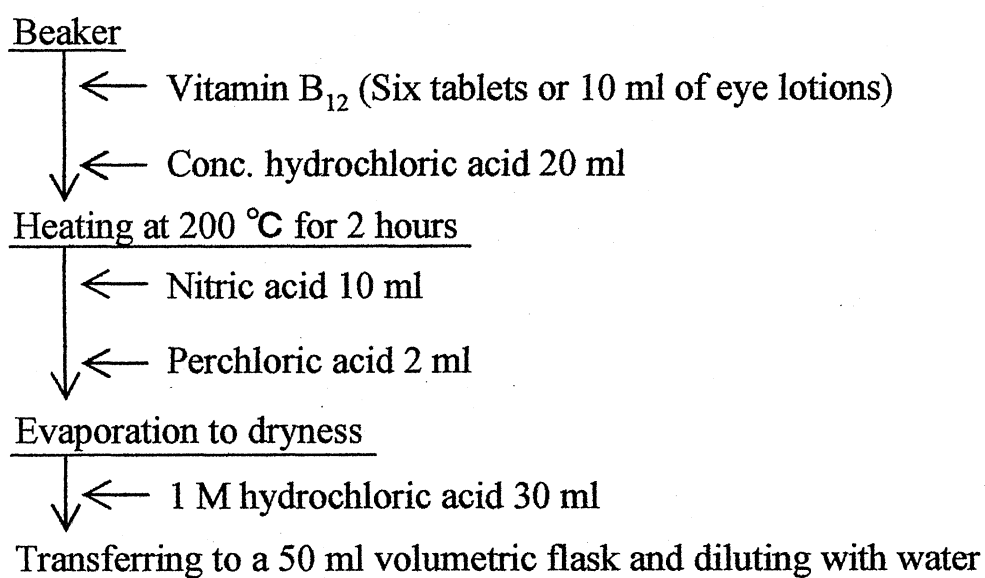 Beaker
Vitamin B₁₂ (Six tablets or 10 ml of eye lotions)
Conc. hydrochloric acid 20 ml
Heating at 200 ℃ for 2 hours
Nitric acid 10 ml
Perchloric acid 2 ml
Evaporation to dryness
1 M hydrochloric acid 30 ml
Transferring to a 50 ml volumetric flask and diluting with water